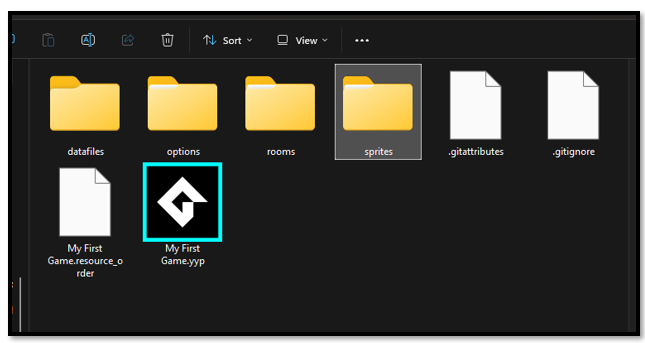 Sort
View
datafiles
options
rooms
sprites
.gitattributes
.gitignore
My First
Game.resource_o
rder
My First
Game.yyp